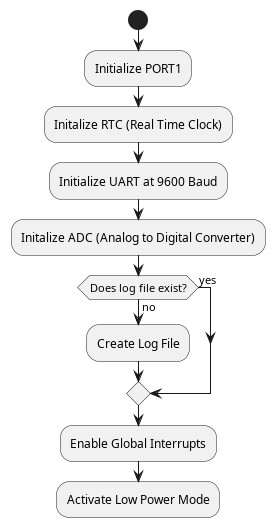 Initialize PORT1
Initalize RTC (Real Time Clock)
Initialize UART at 9600 Baud
Initalize ADC (Analog to Digital Converter)
Does log file exist?
yes
no
Create Log File
Enable Global Interrupts
Activate Low Power Mode